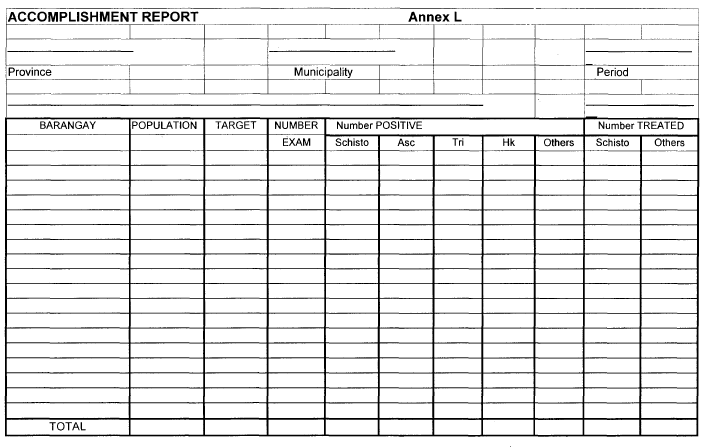 ACCOMPLISHMENT REPORT Annex L
Province Municipality Period
BARANGAY POPULATION TARGET NUMBER Number POSITIVE Number TREATED
EXAM Schisto Asc Tri Hk Others Schisto Others
TOTAL